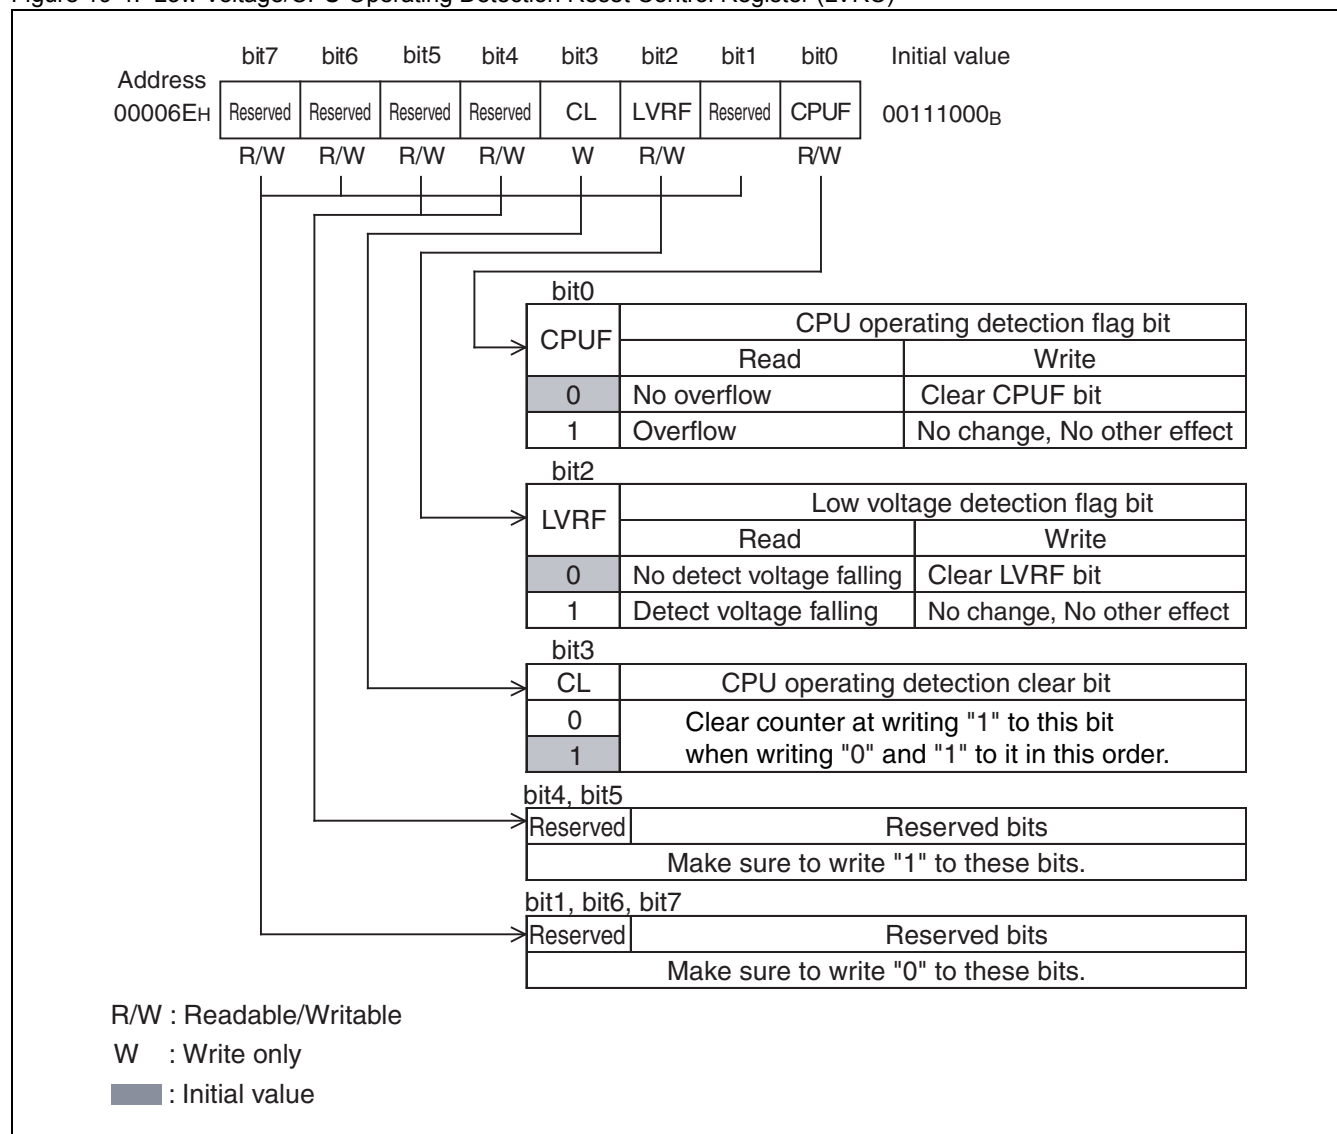 bit7 bit6 bit5 bit4 bit3 bit2 bit1 bit0 Initial value
Address
00006EH Reserved Reserved Reserved Reserved CL LVRF Reserved CPUF 00111000B
R/W R/W R/W R/W W R/W R/W
bit0
CPUF CPU operating detection flag bit
Read Write
0 No overflow Clear CPUF bit
1 Overflow No change, No other effect
bit2
LVRF Low voltage detection flag bit
Read Write
0 No detect voltage falling Clear LVRF bit
1 Detect voltage falling No change, No other effect
bit3
CL CPU operating detection clear bit
0 Clear counter at writing "1" to this bit
1 when writing "0" and "1" to it in this order.
bit4, bit5
Reserved Reserved bits
Make sure to write "1" to these bits.
bit1, bit6, bit7
Reserved Reserved bits
Make sure to write "0" to these bits.
R/W : Readable/Writable
W : Write only
: Initial value